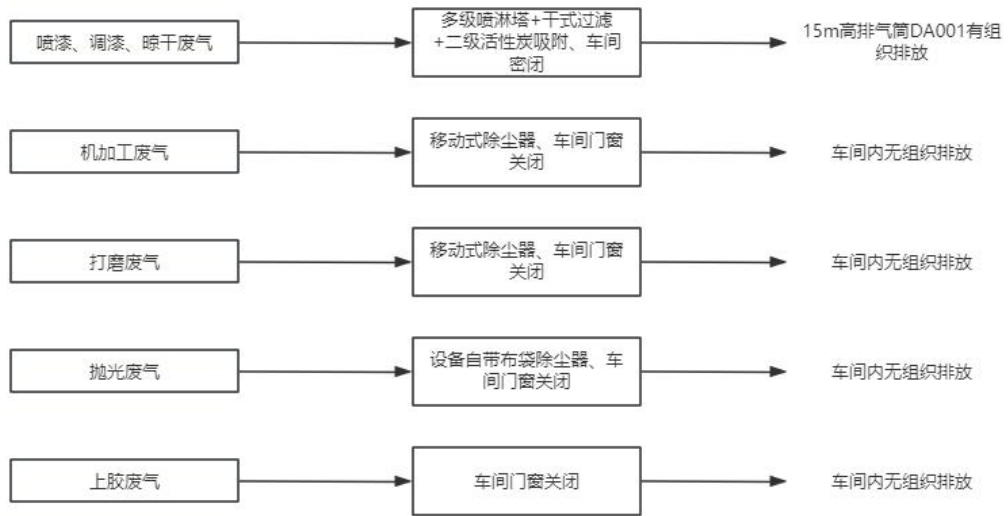 喷漆、调漆、晾干废气
多级喷淋塔+干式过滤
+二级活性炭吸附、车间
密闭
15m高排气筒DA001有组
织排放
机加工废气
移动式除尘器、车间门窗
关闭
车间内无组织排放
打磨废气
移动式除尘器、车间门窗
关闭
车间内无组织排放
抛光废气
设备自带布袋除尘器、车
间门窗关闭
车间内无组织排放
上胶废气
车间门窗关闭
车间内无组织排放